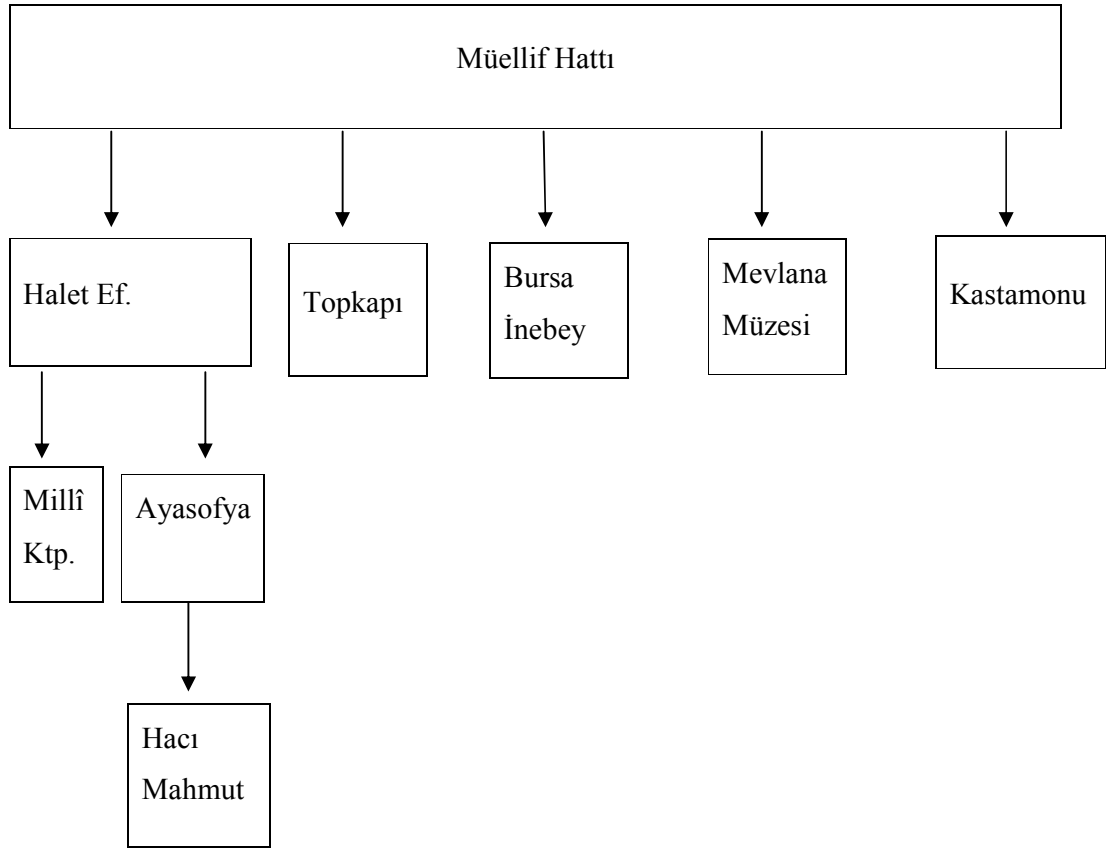 Müellif Hattı
Halet Ef.
Topkapı
Bursa
İnebey
Mevlana
Müzesi
Kastamonu
Millî
Ktp.
Ayasofya
Hacı
Mahmut